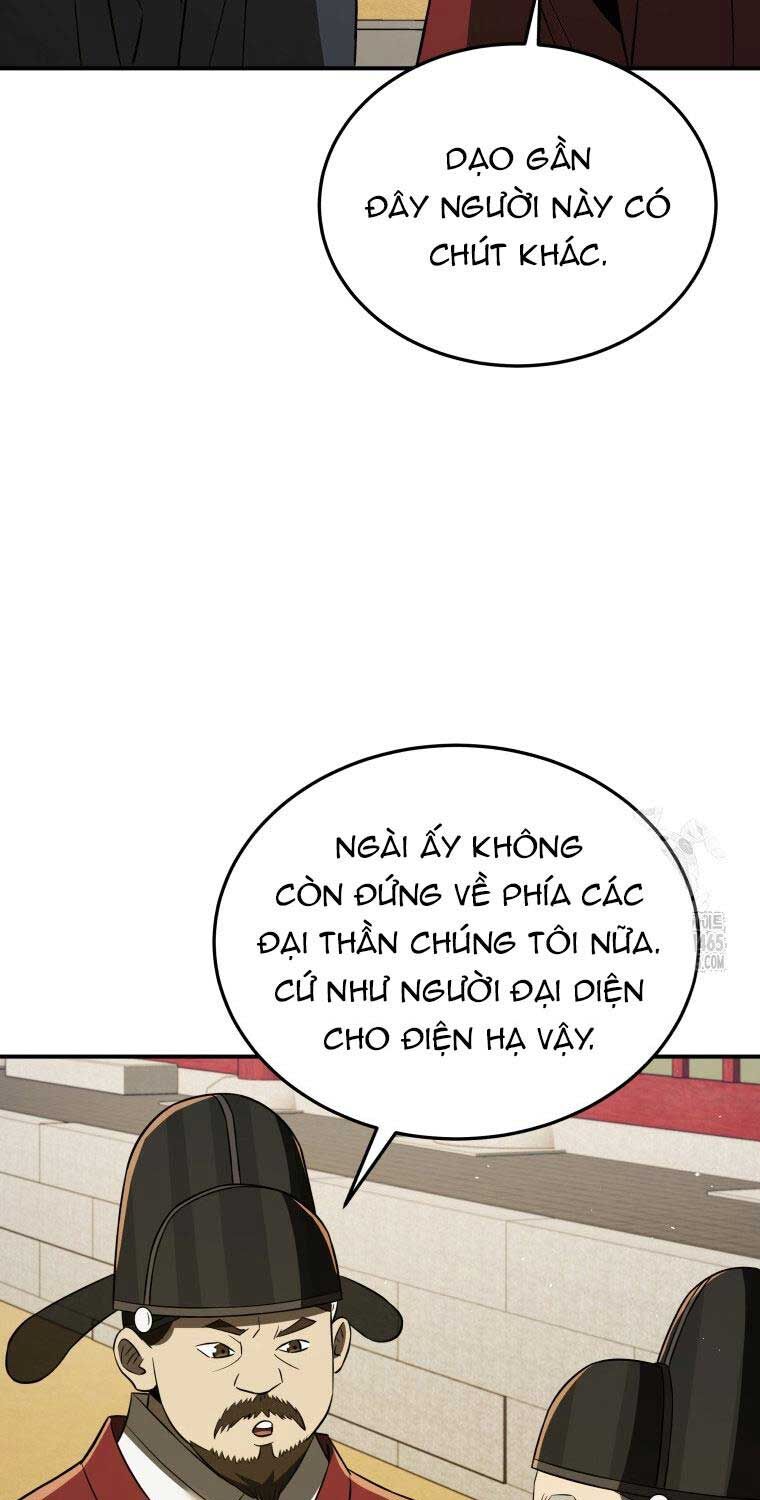 DẠO GẦN
ĐÂY NGƯỜI NÀY CÓ
CHÚT KHÁC.
NGÀI ẤY KHÔNG
CÒN ĐỨNG VỀ PHÍA CÁC
ĐẠI THẦN CHÚNG TÔI NỮA.
CỨ NHƯ NGƯỜI ĐẠI DIỆN
CHO ĐIỆN HẠ VẬY.
1465